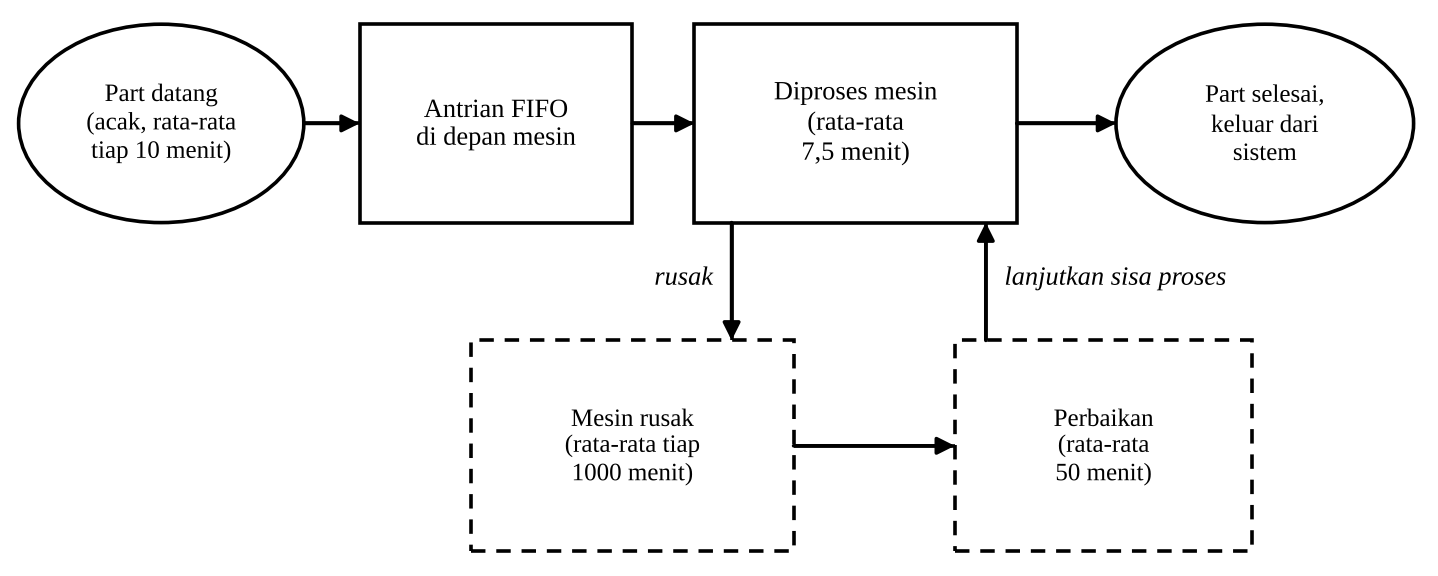 Part datang
(acak, rata-rata
tiap 10 menit)
Antrian FIFO
di depan mesin
Diproses mesin
(rata-rata
7,5 menit)
Part selesai,
keluar dari
sistem
rusak
lanjutkan sisa proses
Mesin rusak
(rata-rata tiap
1000 menit)
Perbaikan
(rata-rata
50 menit)